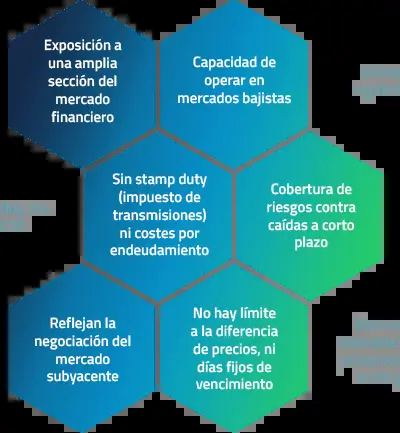 Exposición a
una amplia
sección del
mercado
financiero
Capacidad de
operar en
mercados bajistas
Sin stamp duty
(impuesto de
transmisiones)
ni costes por
endeudamiento
Cobertura de
riesgos contra
caídas a corto
plazo
Reflejan la
negociación del
mercado
subyacente
No hay límite
a la diferencia
de precios, ni
días fijos de
vencimiento